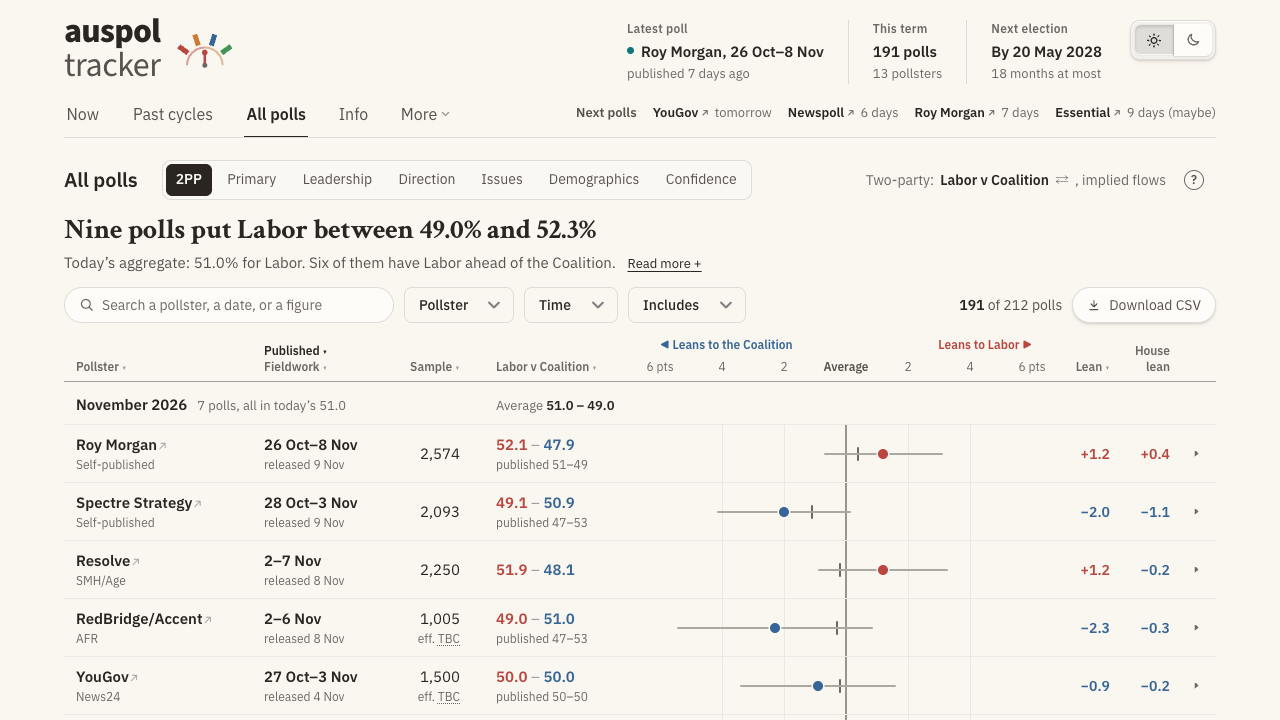 auspol
tracker
Latest poll
Roy Morgan, 26 Oct–8 Nov
published 7 days ago
This term
191 polls
13 pollsters
Next election
By 20 May 2028
18 months at most
Now Past cycles All polls Info More
Next polls YouGov ↗ tomorrow Newspoll ↗ 6 days Roy Morgan ↗ 7 days Essential ↗ 9 days (maybe)
All polls 2PP Primary Leadership Direction Issues Demographics Confidence
Two-party: Labor v Coalition ⇄ , implied flows ?
Nine polls put Labor between 49.0% and 52.3%
Today’s aggregate: 51.0% for Labor. Six of them have Labor ahead of the Coalition. Read more +
Search a pollster, a date, or a figure Pollster Time Includes 191 of 212 polls Download CSV
◀ Leans to the Coalition Leans to Labor ▶
Published House
Pollster Fieldwork Sample Labor v Coalition 6 pts 4 2 Average 2 4 6 pts Lean lean
November 2026 7 polls, all in today’s 51.0 Average 51.0 – 49.0
Roy Morgan ↗ 26 Oct–8 Nov 2,574 52.1 – 47.9 +1.2 +0.4
Self-published released 9 Nov published 51–49
Spectre Strategy ↗ 28 Oct–3 Nov 2,093 49.1 – 50.9 −2.0 −1.1
Self-published released 9 Nov published 47–53
Resolve ↗ 2–7 Nov 2,250 51.9 – 48.1 +1.2 −0.2
SMH/Age released 8 Nov
RedBridge/Accent ↗ 2–6 Nov 1,005 49.0 – 51.0 −2.3 −0.3
AFR released 8 Nov eff. TBC published 47–53
YouGov ↗ 27 Oct–3 Nov 1,500 50.0 – 50.0 −0.9 −0.2
News24 released 4 Nov eff. TBC published 50–50